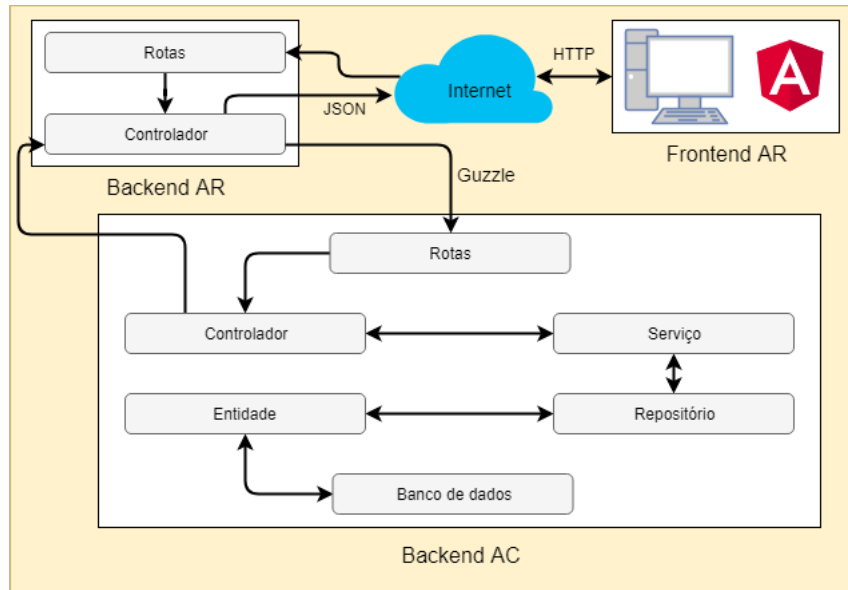 Rotas
Controlador
Backend AR
JSON
Internet
HTTP
A
Frontend AR
Guzzle
Rotas
Controlador
Serviço
Entidade
Repositório
Banco de dados
Backend AC